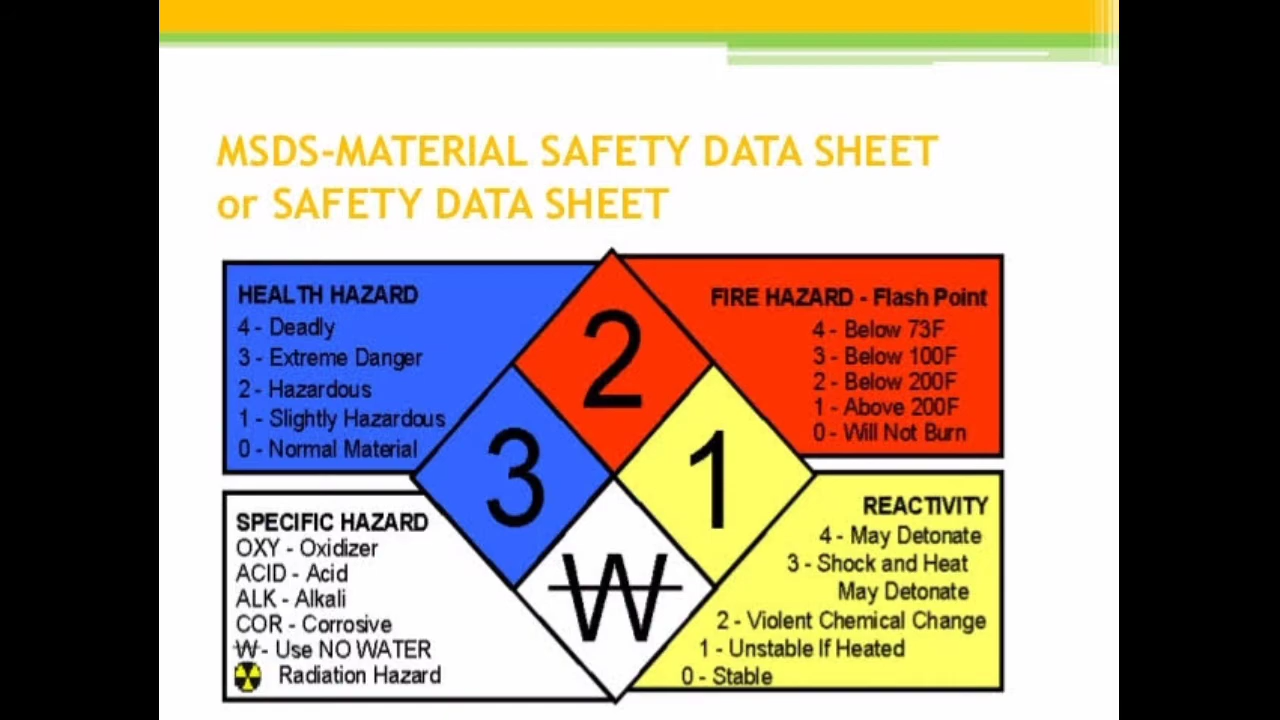 MSDS-MATERIAL SAFETY DATA SHEET
or SAFETY DATA SHEET
HEALTH HAZARD
4 - Deadly
3 - Extreme Danger
2 - Hazardous
1 - Slightly Hazardous
0 - Normal Material
FIRE HAZARD - Flash Point
4 - Below 73F
3 - Below 100F
2 - Below 200F
1 - Above 200F
0 - Will Not Burn
2
3
1
W
SPECIFIC HAZARD
OXY - Oxidizer
ACID - Acid
ALK - Alkali
COR - Corrosive
W - Use NO WATER
Radiation Hazard
REACTIVITY
4 - May Detonate
3 - Shock and Heat
May Detonate
2 - Violent Chemical Change
1 - Unstable If Heated
0 - Stable